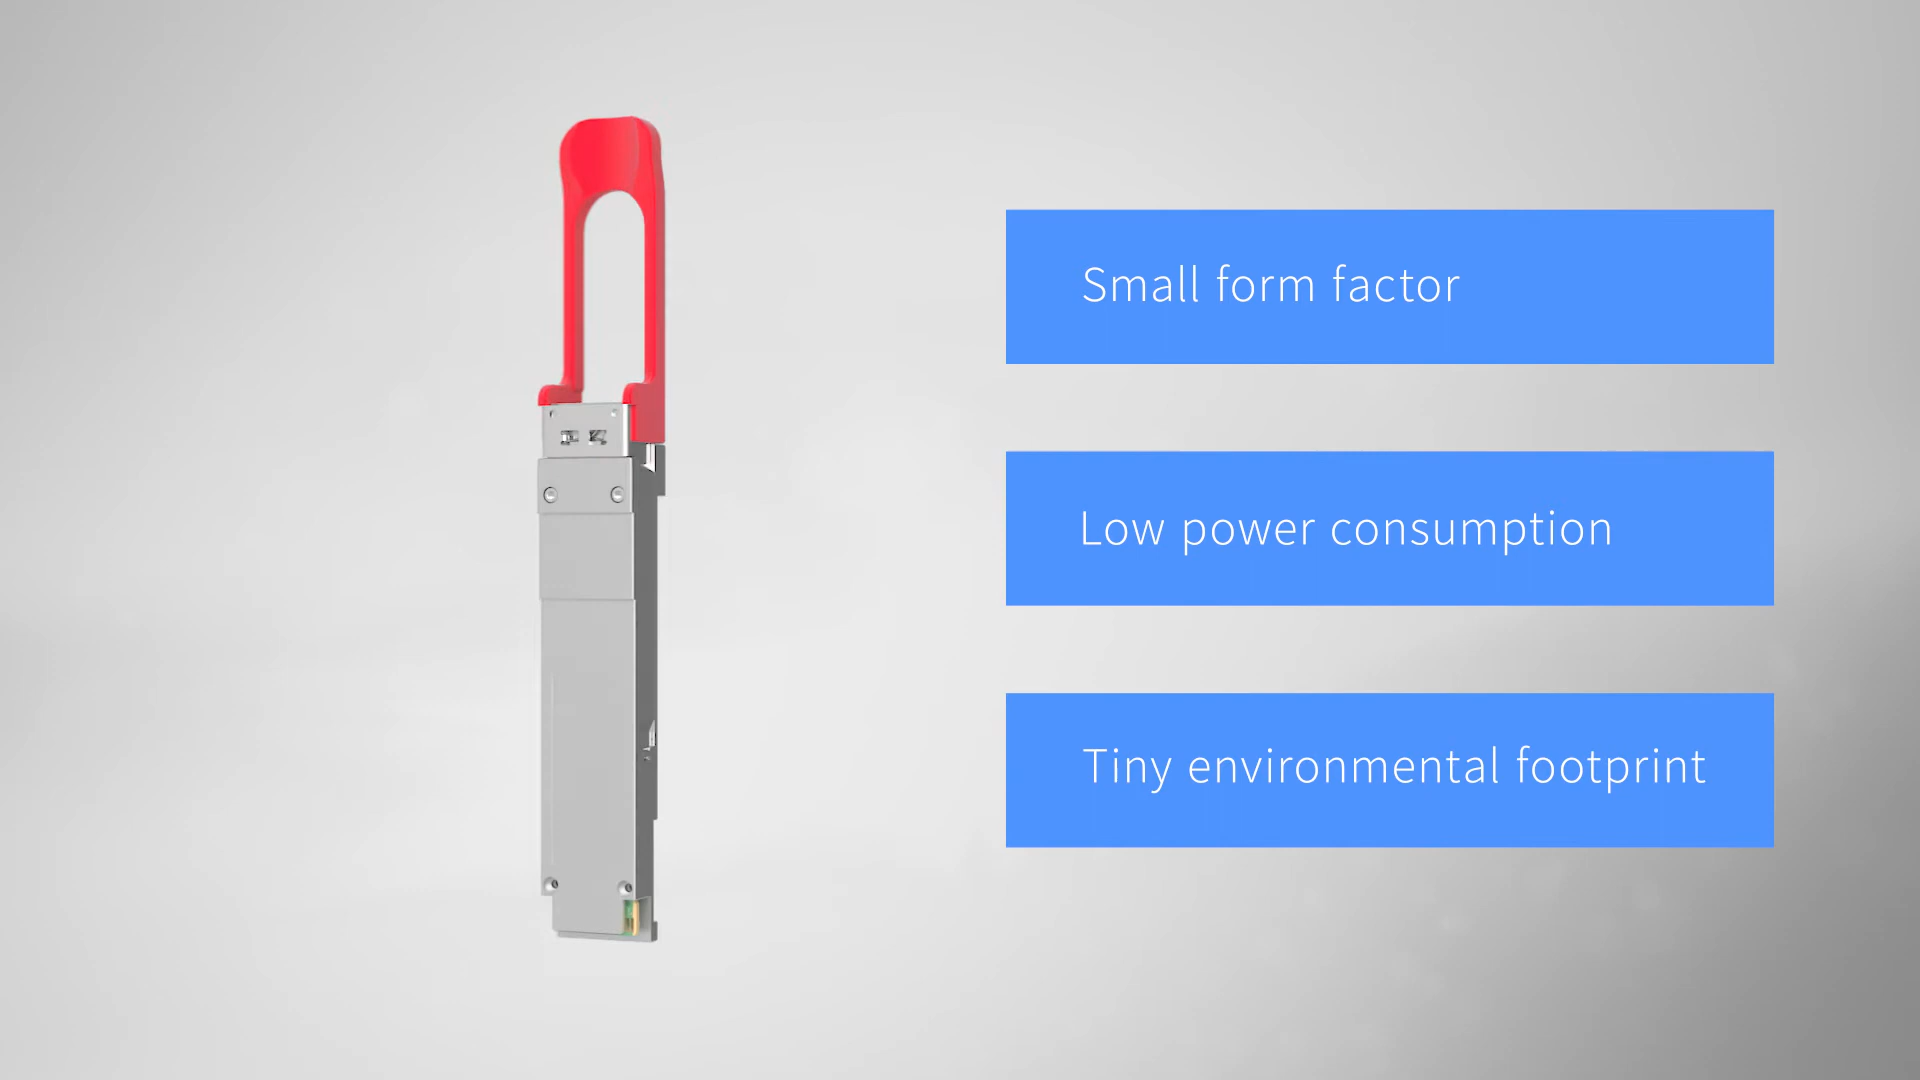 Small form factor
Low power consumption
Tiny environmental footprint